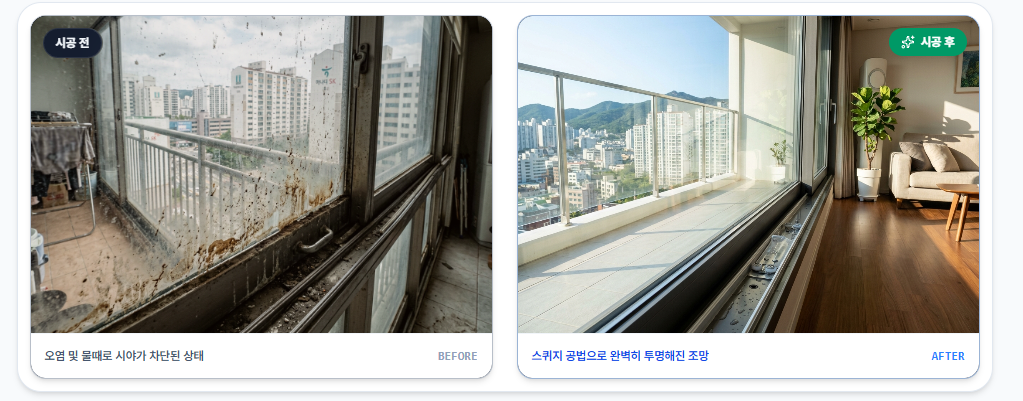 시공 전
시공 후
오염 및 물때로 시야가 차단된 상태
BEFORE
스퀴지 공법으로 완벽히 투명해진 조망
AFTER